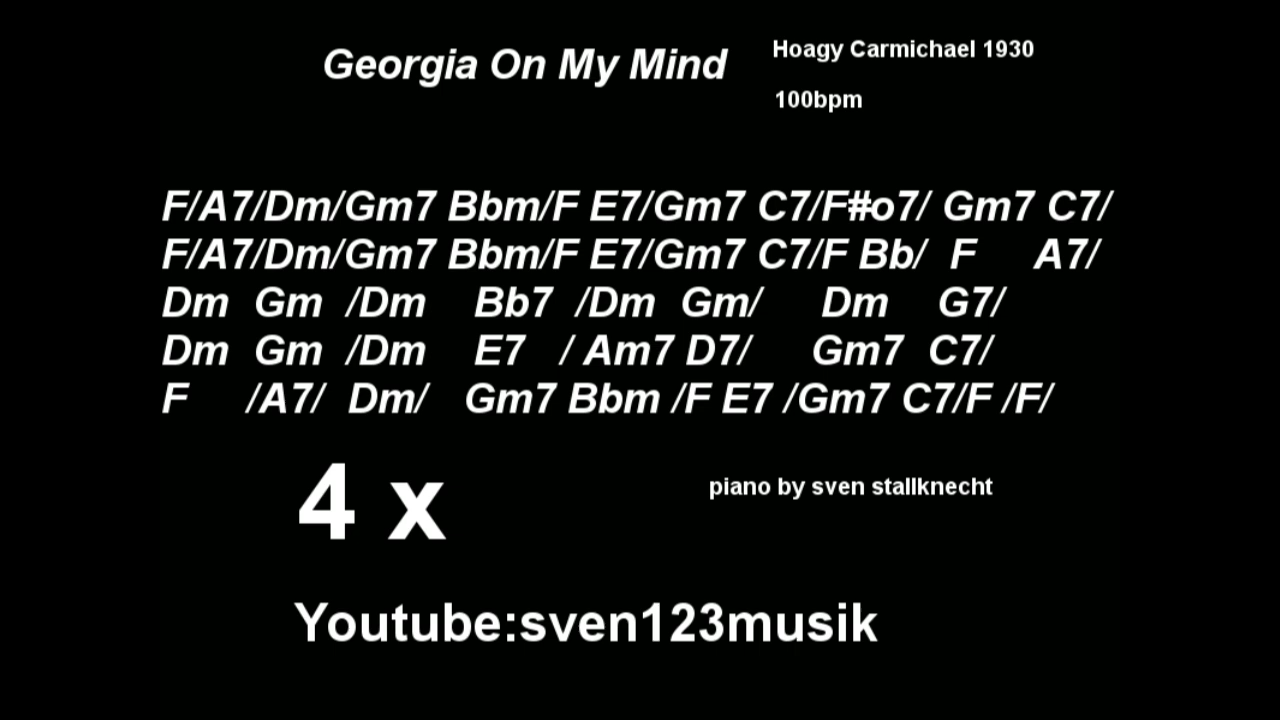 Georgia On My Mind
Hoagy Carmichael 1930
100bpm
F/A7/Dm/Gm7 Bbm/F E7/Gm7 C7/F#o7/ Gm7 C7/
F/A7/Dm/Gm7 Bbm/F E7/Gm7 C7/F Bb/ F A7/
Dm Gm /Dm Bb7 /Dm Gm/ Dm G7/
Dm Gm /Dm E7 / Am7 D7/ Gm7 C7/
F /A7/ Dm/ Gm7 Bbm /F E7 /Gm7 C7/F /F/
4 x
piano by sven stallknecht
Youtube:sven123musik